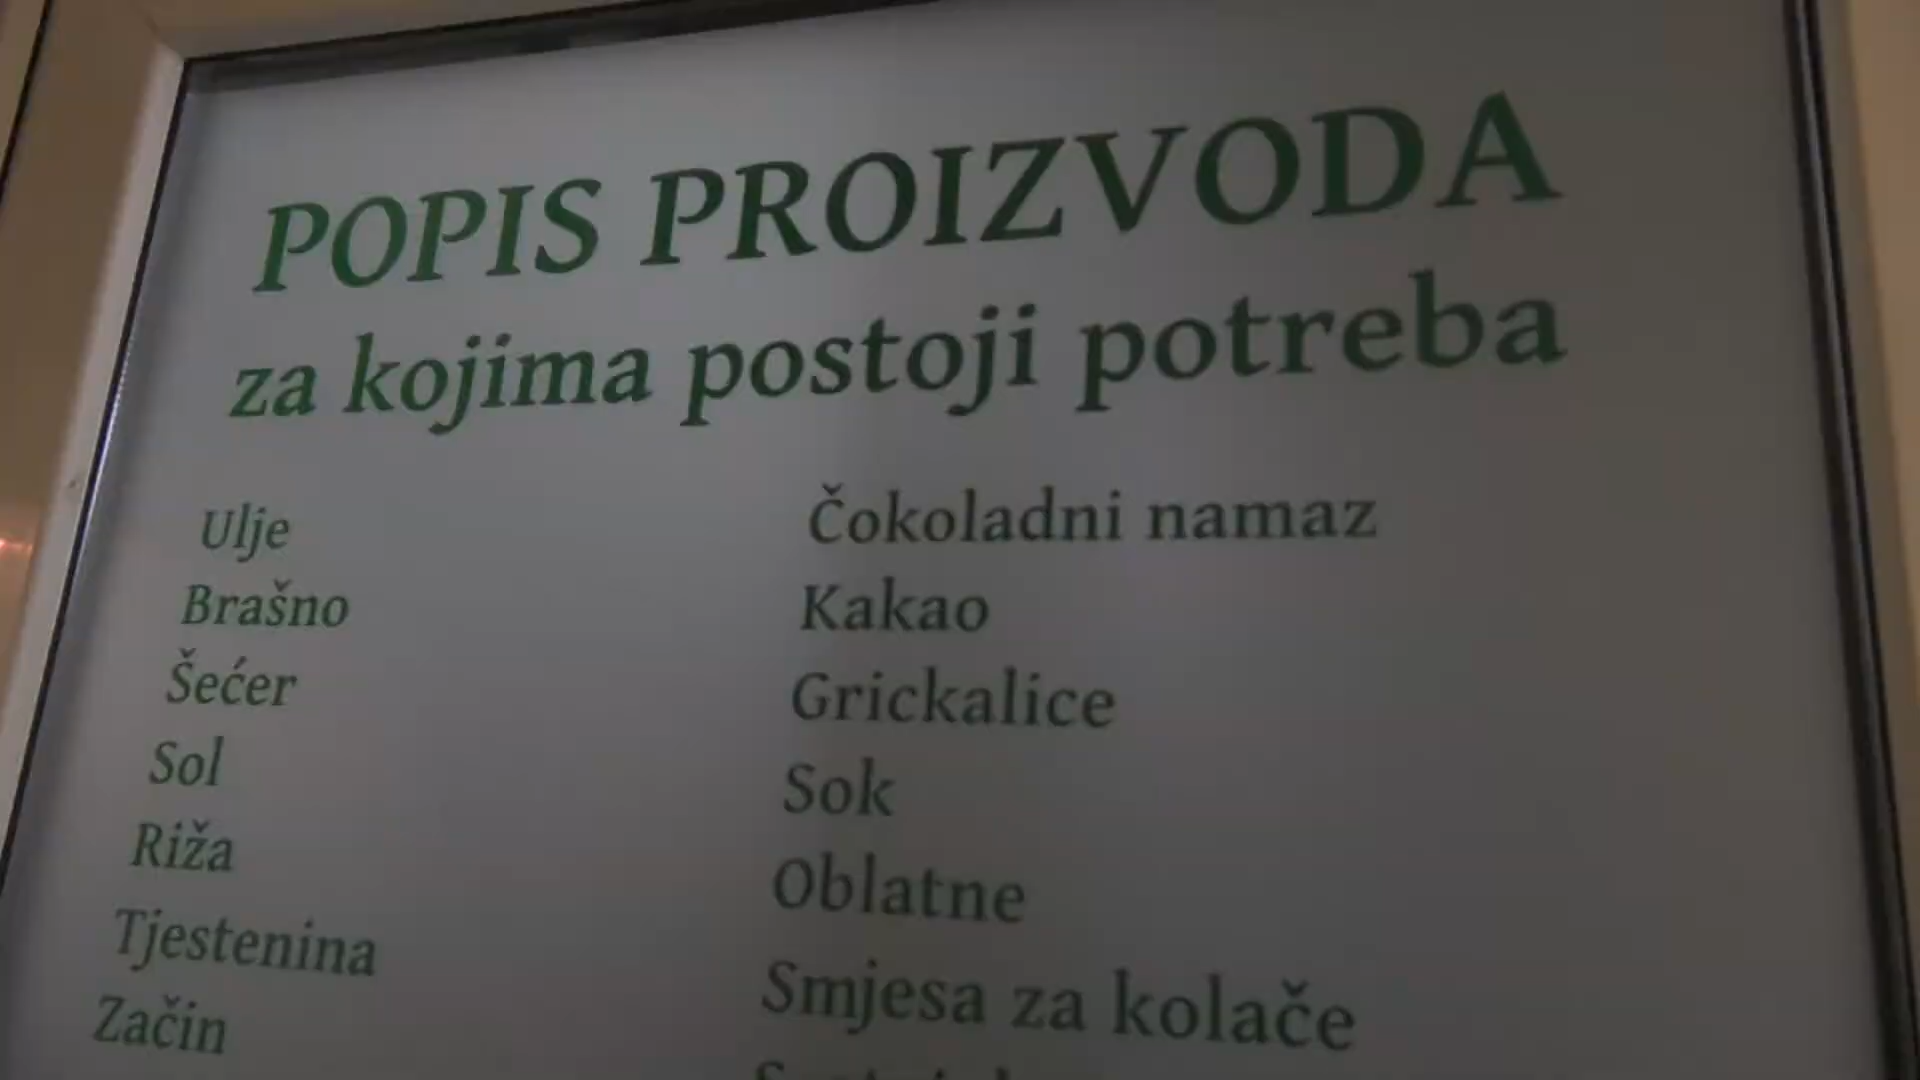 POPIS PROIZVODA
za kojima postoji potreba
Ulje
Brašno
Šećer
Sol
Riža
Tjestenina
Začin
Čokoladni namaz
Kakao
Grickalice
Sok
Oblatne
Smjesa za kolače